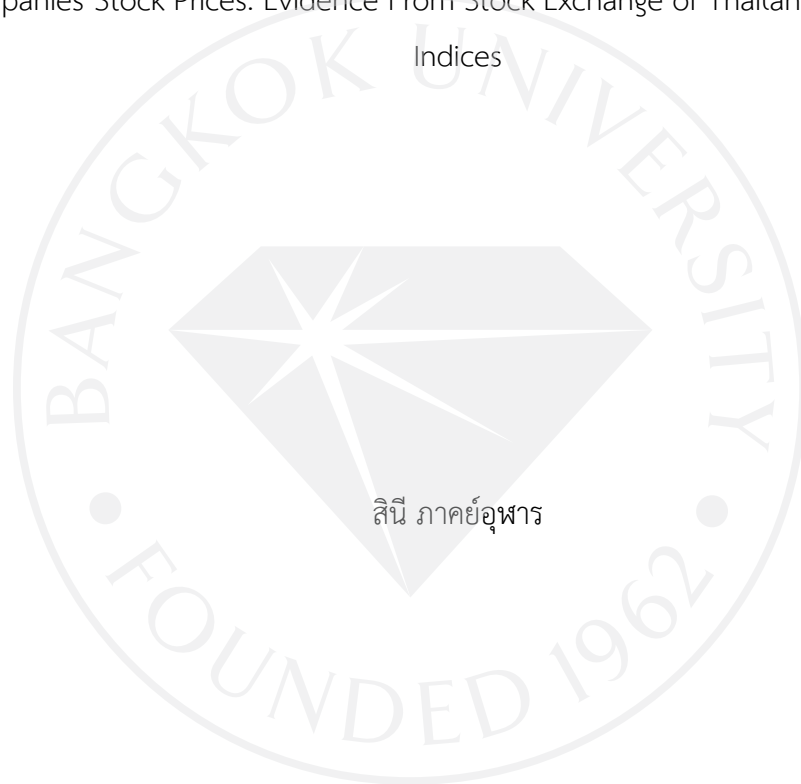 panies Stock Prices: Evidence From Stock Exchange of Thailan
Indices
BANGKOK UNIVERSITY
สินี ภาคย์อุฬาร
FOUNDED 1962